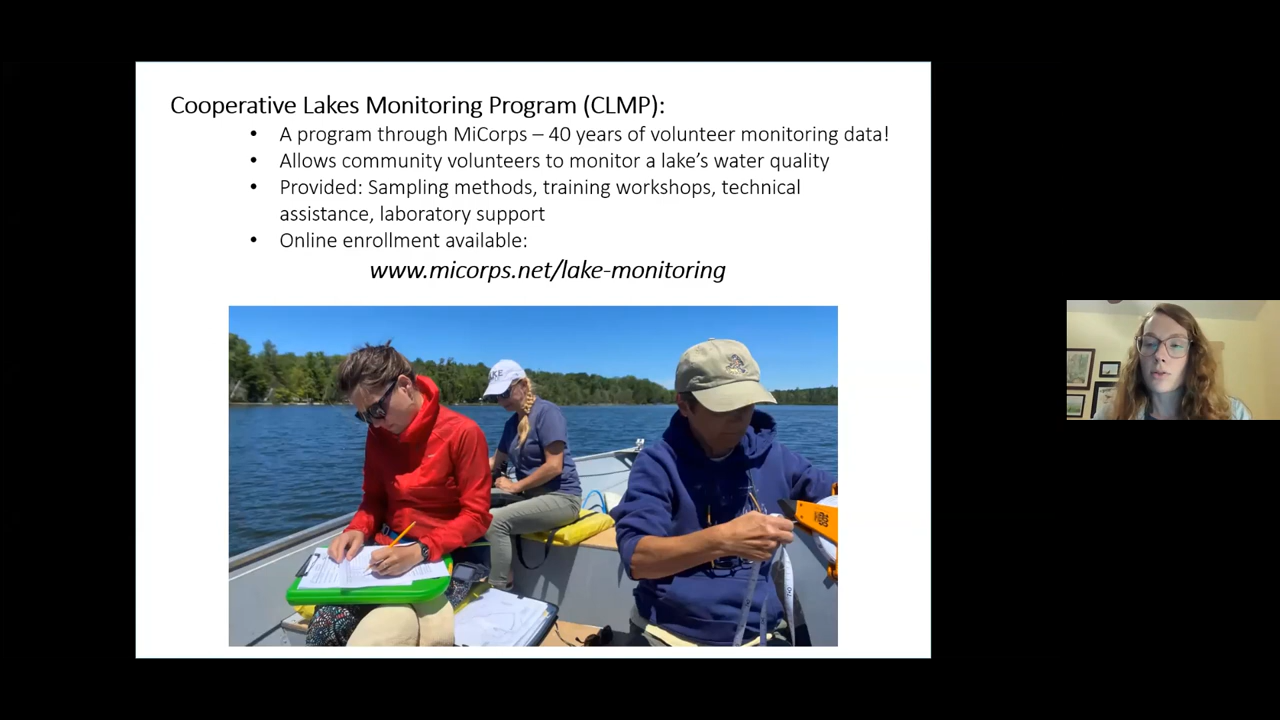 Cooperative Lakes Monitoring Program (CLMP):
• A program through MiCorps – 40 years of volunteer monitoring data!
• Allows community volunteers to monitor a lake’s water quality
• Provided: Sampling methods, training workshops, technical
assistance, laboratory support
• Online enrollment available:
www.micorps.net/lake-monitoring